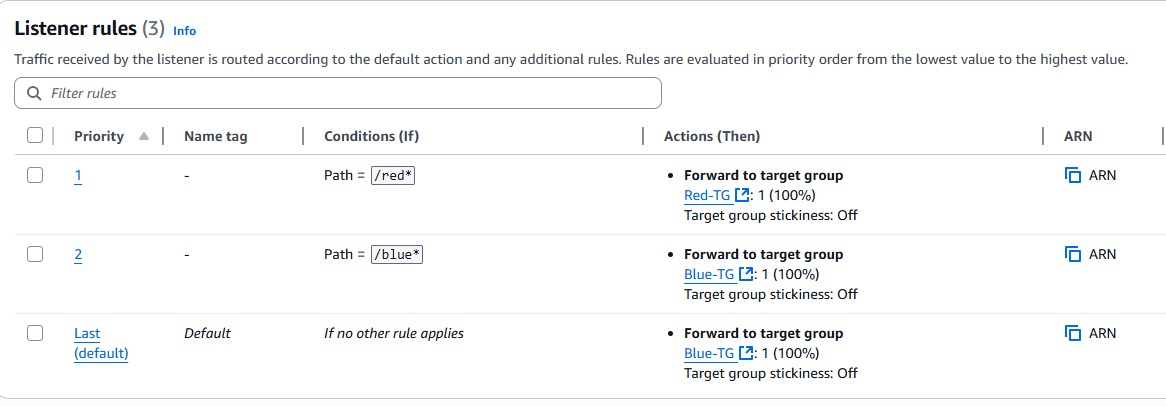 Listener rules (3) Info
Traffic received by the listener is routed according to the default action and any additional rules. Rules are evaluated in priority order from the lowest value to the highest value.
Filter rules
Priority Name tag Conditions (If) Actions (Then) ARN
1 - Path = /red* • Forward to target group ARN
Red-TG : 1 (100%)
Target group stickiness: Off
2 - Path = /blue* • Forward to target group ARN
Blue-TG : 1 (100%)
Target group stickiness: Off
Last Default If no other rule applies • Forward to target group ARN
(default) Blue-TG : 1 (100%)
Target group stickiness: Off